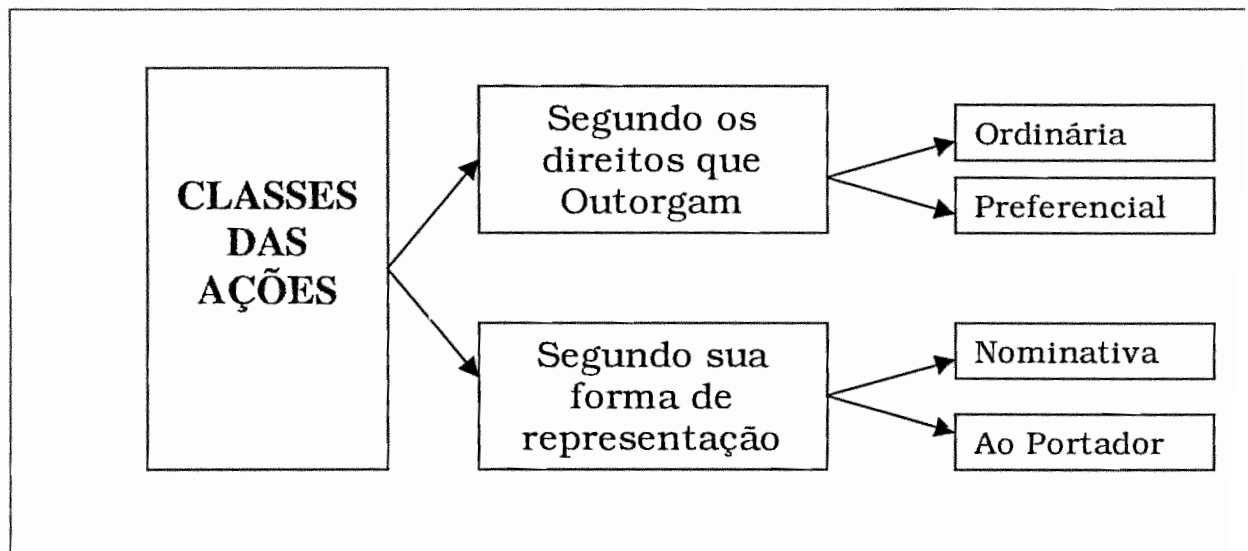 CLASSES
DAS
AÇÕES
Segundo os
direitos que
Outorgam
Ordinária
Preferencial
Segundo sua
forma de
representação
Nominativa
Ao Portador